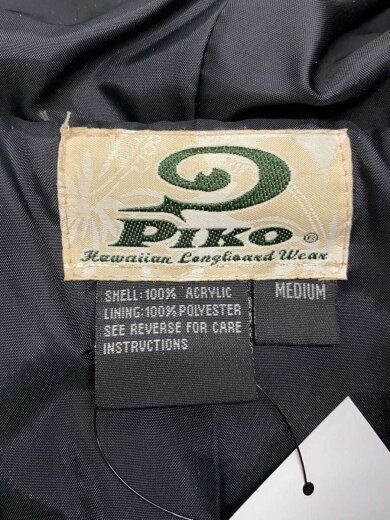 PIKO®
Hawaiian Longboard Wear
SHELL: 100% ACRYLIC
LINING: 100% POLYESTER
SEE REVERSE FOR CARE
INSTRUCTIONS
MEDIUM